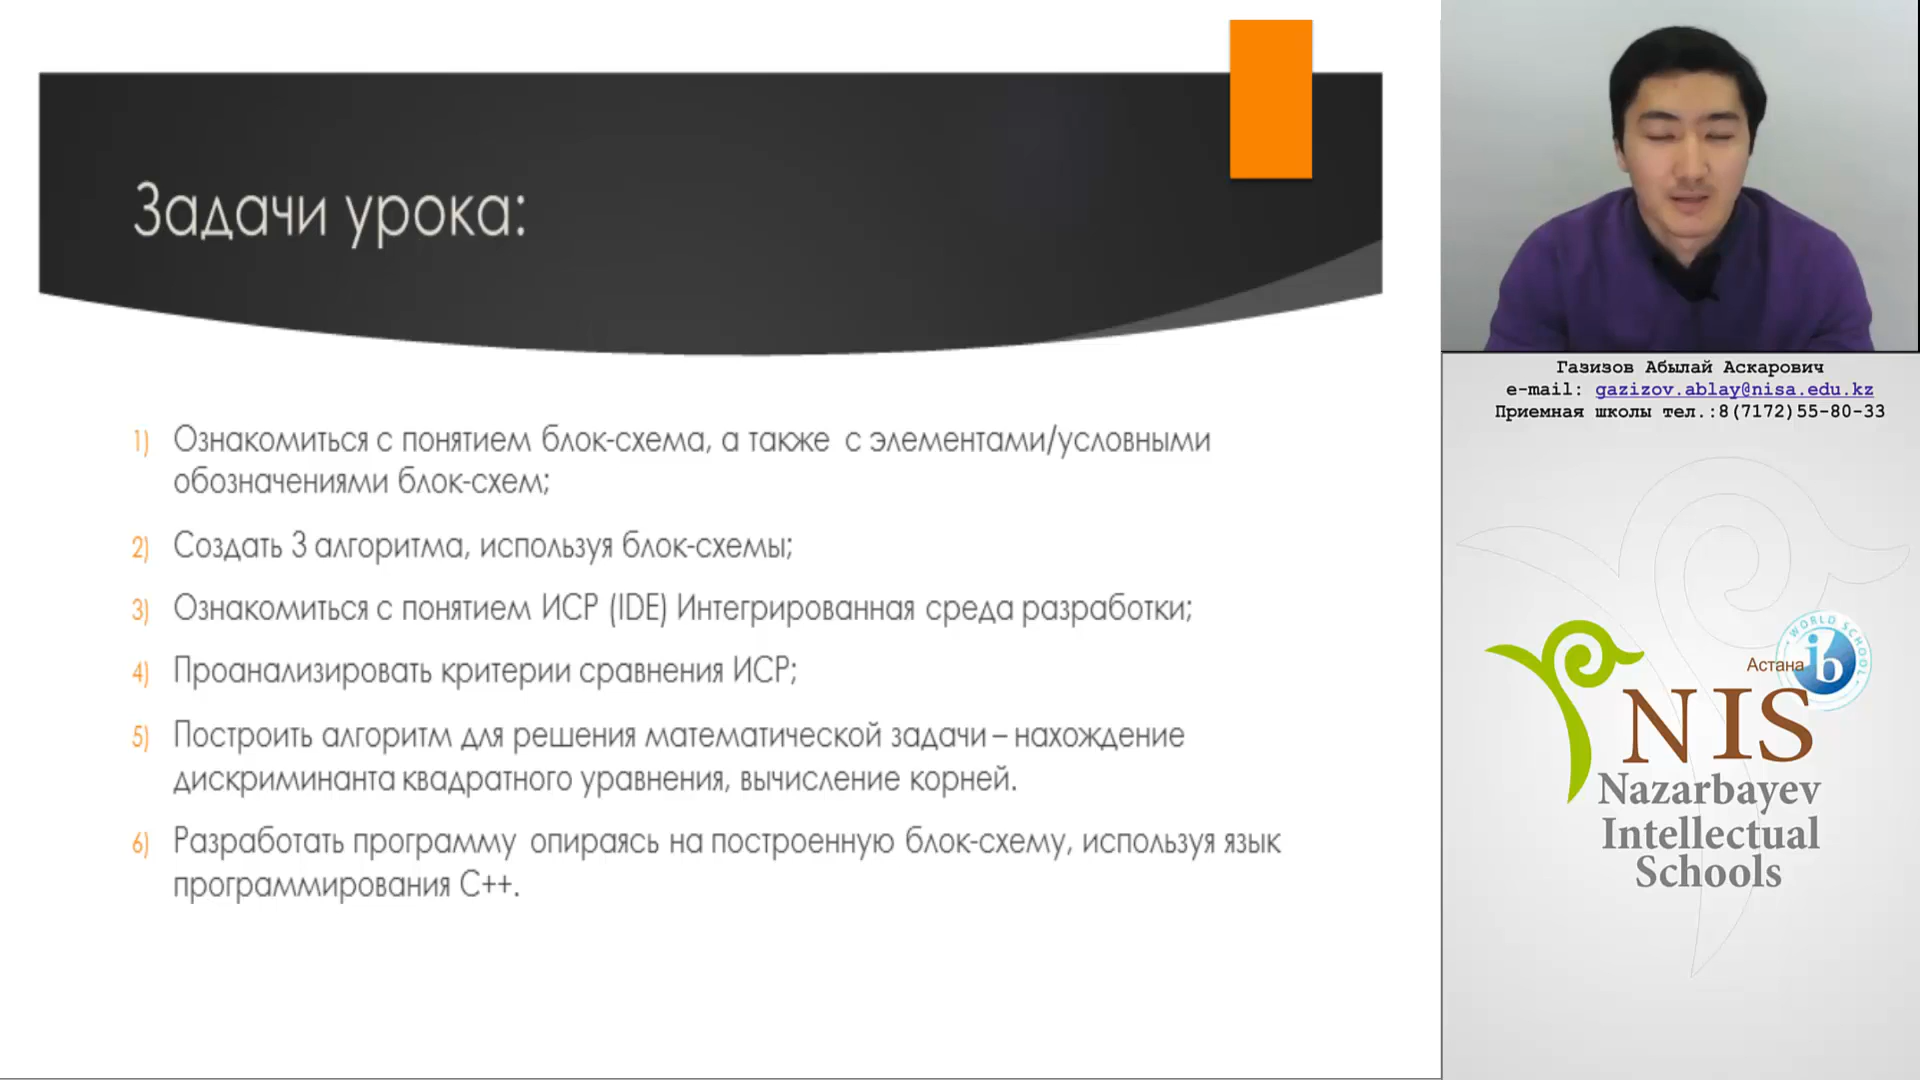 Задачи урока:
1) Ознакомиться с понятием блок-схема, а также с элементами/условными
обозначениями блок-схем;
2) Создать 3 алгоритма, используя блок-схемы;
3) Ознакомиться с понятием ИСР (IDE) Интегрированная среда разработки;
4) Проанализировать критерии сравнения ИСР;
5) Построить алгоритм для решения математической задачи – нахождение
дискриминанта квадратного уравнения, вычисление корней.
6) Разработать программу опираясь на построенную блок-схему, используя язык
программирования С++.
Газизов Абылай Аскарович
e-mail: gazizov.ablay@nisa.edu.kz
Приемная школы тел.:8(7172)55-80-33
WORLD SCHOOL
ib
Астана
NIS
Nazarbayev
Intellectual
Schools